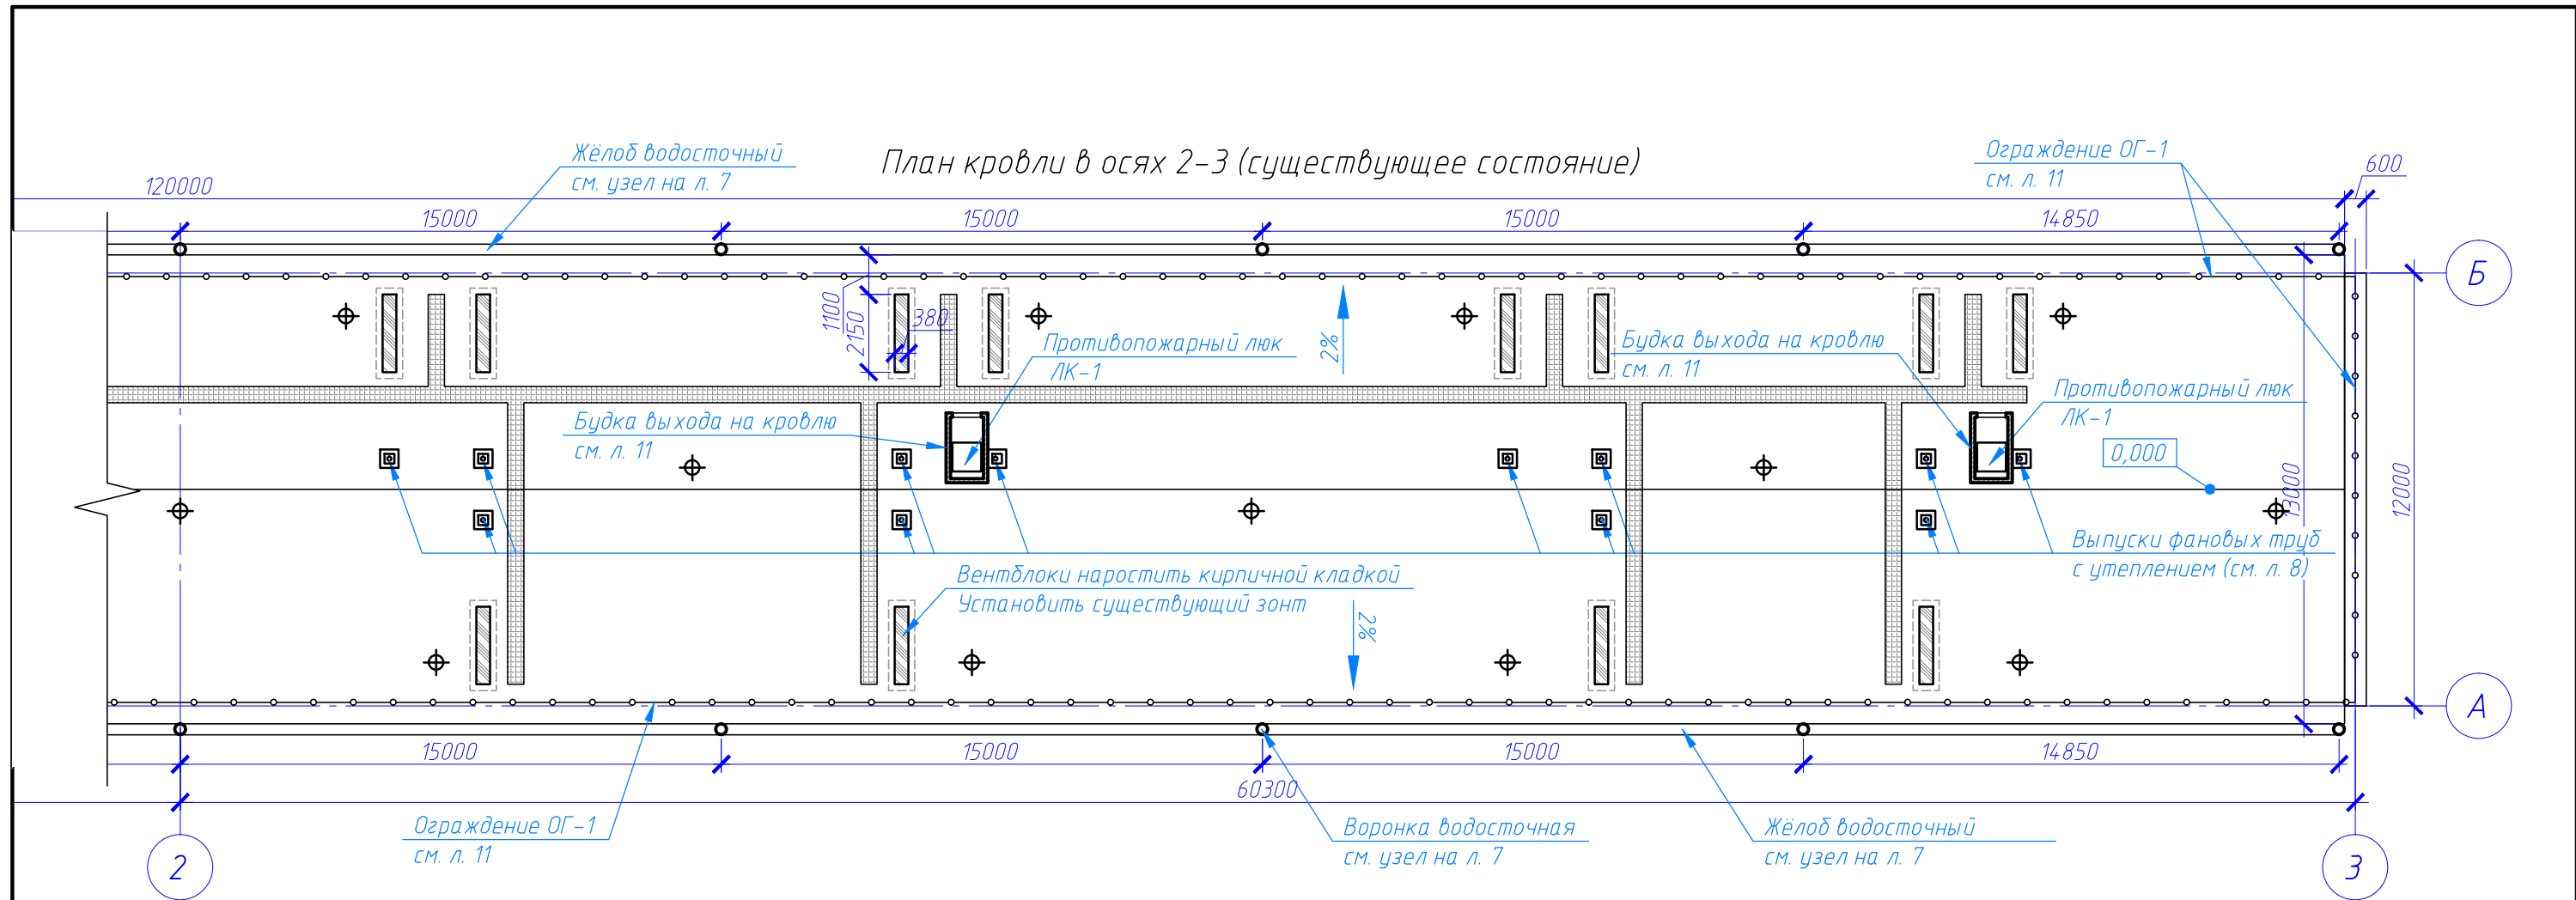 План кровли в осях 2-3 (существующее состояние)
Жёлоб водосточный
см. узел на л. 7
Ограждение ОГ-1
см. л. 11
600
120000
15000
15000
15000
14850
Б
1100
2150
380
Противопожарный люк
ЛК-1
2%
Будка выхода на кровлю
см. л. 11
Противопожарный люк
ЛК-1
Будка выхода на кровлю
см. л. 11
0,000
13000
12000
Выпуски фановых труб
с утеплением (см. л. 8)
Вентблоки наростить кирпичной кладкой
Установить существующий зонт
2%
А
15000
15000
15000
14850
60300
Ограждение ОГ-1
см. л. 11
Воронка водосточная
см. узел на л. 7
Жёлоб водосточный
см. узел на л. 7
2
3